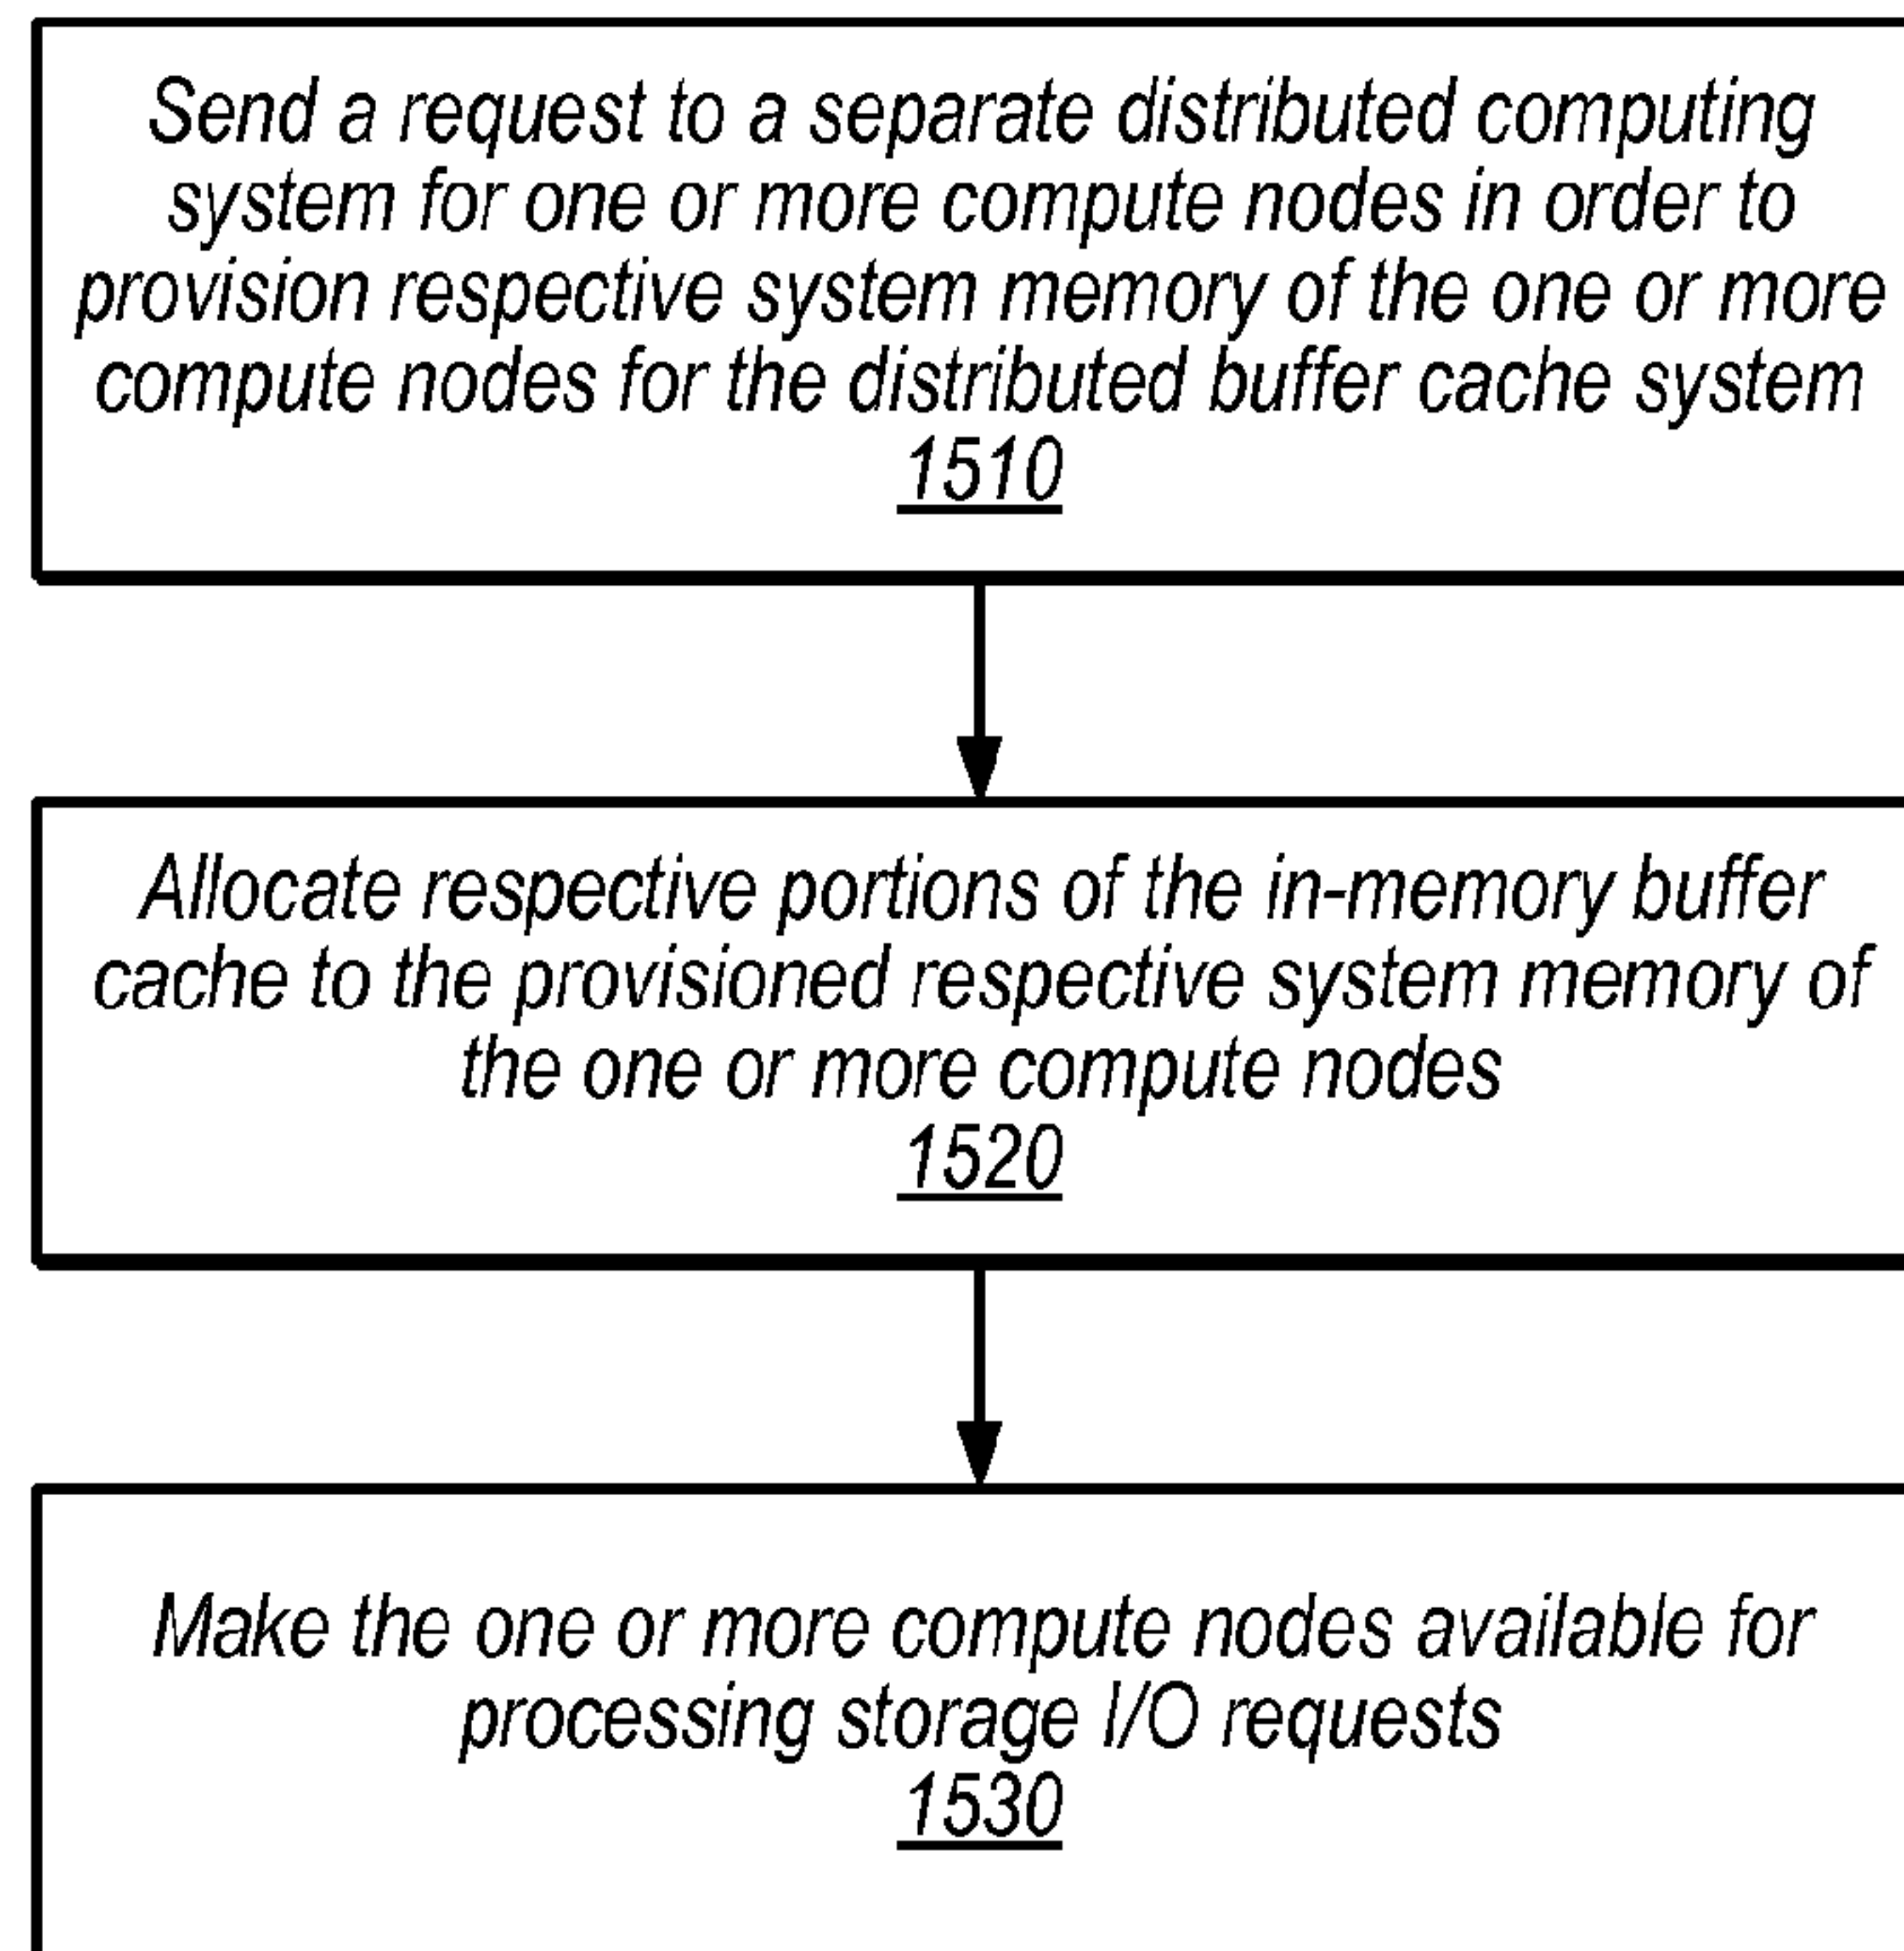 Send a request to a separate distributed computing
system for one or more compute nodes in order to
provision respective system memory of the one or more
compute nodes for the distributed buffer cache system
1510
Allocate respective portions of the in-memory buffer
cache to the provisioned respective system memory of
the one or more compute nodes
1520
Make the one or more compute nodes available for
processing storage I/O requests
1530